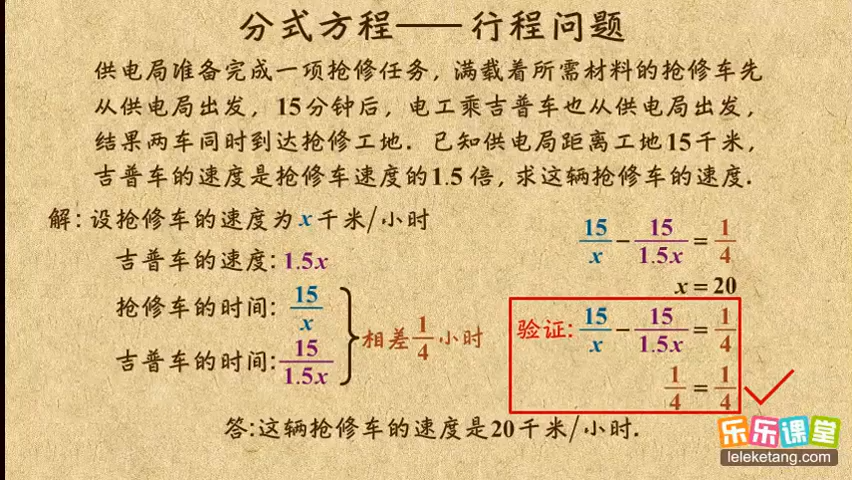 分式方程——行程问题
供电局准备完成一项抢修任务，满载着所需材料的抢修车先
从供电局出发，15分钟后，电工乘吉普车也从供电局出发，
结果两车同时到达抢修工地．已知供电局距离工地15千米，
吉普车的速度是抢修车速度的1.5倍，求这辆抢修车的速度．
解：设抢修车的速度为x千米/小时
吉普车的速度：1.5x
抢修车的时间：15/x
吉普车的时间：15/1.5x
相差1/4小时
15/x − 15/1.5x = 1/4
x = 20
验证：15/x − 15/1.5x = 1/4
1/4 = 1/4
答：这辆抢修车的速度是20千米/小时．
乐乐课堂
leleketang.com